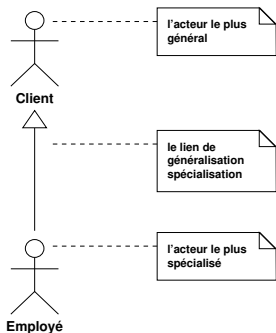 l'acteur le plus
général
Client
le lien de
généralisation
spécialisation
l'acteur le plus
spécialisé
Employé